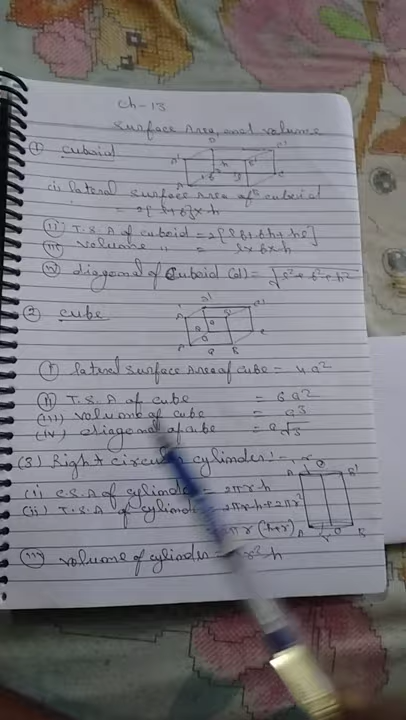 Ch-13
Surface Area, and volume
① cuboid
(i) lateral surface Area of cuboid
= 2[l+b]×h
(ii) T.S.A of cuboid = 2[lb+bh+hl]
(iii) volume " = l×b×h
(iv) diagonal of cuboid (d) = √l²+b²+h²
② cube
(i) lateral surface Area of cube = 4a²
(ii) T.S.A of cube = 6a²
(iii) volume of cube = a³
(iv) diagonal of cube = a√3
(3) Right circular cylinder :-
(i) C.S.A of cylinder = 2πrh
(ii) T.S.A of cylinder = 2πrh+2πr²
πr(h+r)
(iii) volume of cylinder = r²h